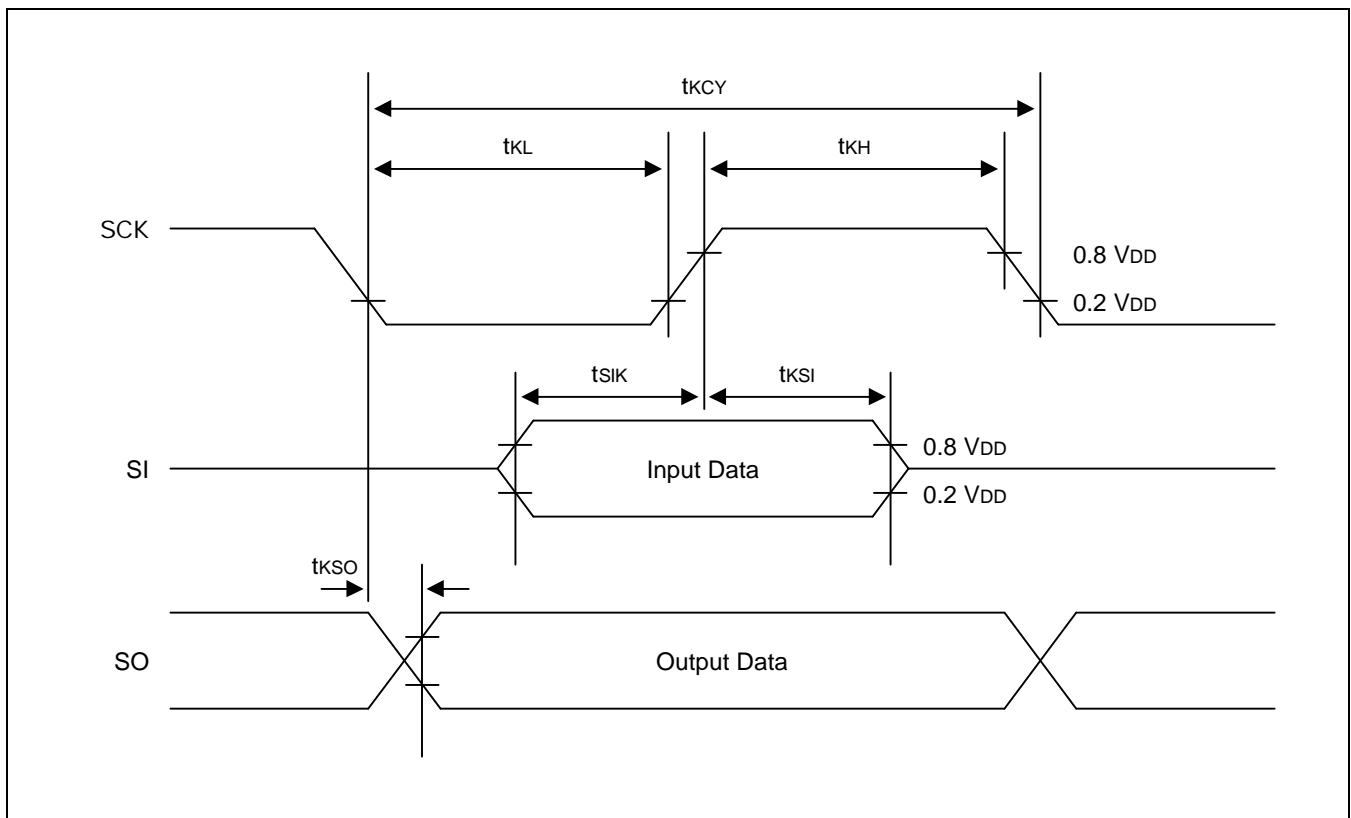 tKCY
tKL
tKH
SCK
0.8 VDD
0.2 VDD
tSIK
tKSI
SI
Input Data
0.8 VDD
0.2 VDD
tKSO
SO
Output Data